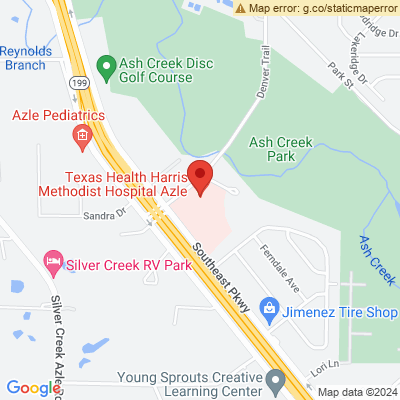 Map error: g.co/staticmaperror
Reynolds
Branch
Ash Creek Disc
Golf Course
Lakeridge Dr
Park St
Denver Trail
199
Azle Pediatrics
Ash Creek
Park
Texas Health Harris
Methodist Hospital Azle
Sandra Dr
Silver Creek RV Park
Southeast Pkwy
Ferndale Ave
Ash Creek
Silver Creek Azle
Jimenez Tire Shop
Lori Ln
Young Sprouts Creative
Learning Center
Google
Map data ©2024